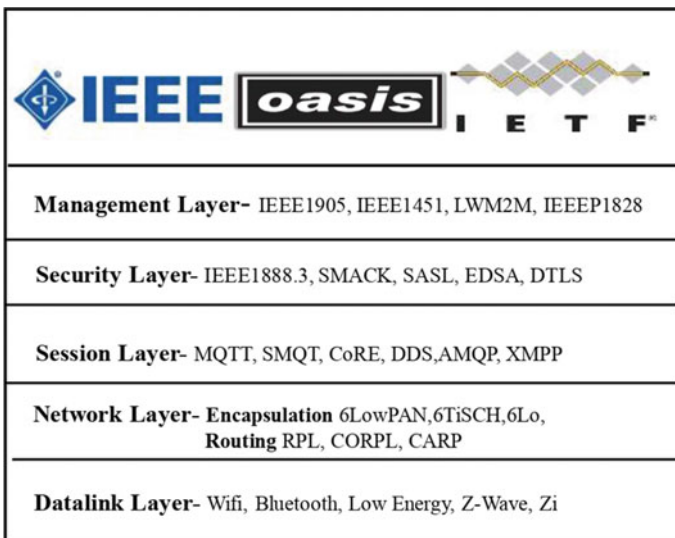 IEEE oasis
I E T F
Management Layer- IEEE1905, IEEE1451, LWM2M, IEEEP1828
Security Layer- IEEE1888.3, SMACK, SASL, EDSA, DTLS
Session Layer- MQTT, SMQT, CoRE, DDS,AMQP, XMPP
Network Layer- Encapsulation 6LowPAN,6TiSCH,6Lo,
Routing RPL, CORPL, CARP
Datalink Layer- Wifi, Bluetooth, Low Energy, Z-Wave, Zi